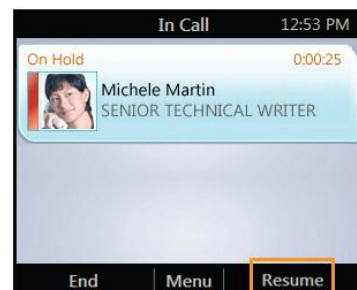 In Call 12:53 PM
On Hold 0:00:25
Michele Martin
SENIOR TECHNICAL WRITER
End Menu Resume